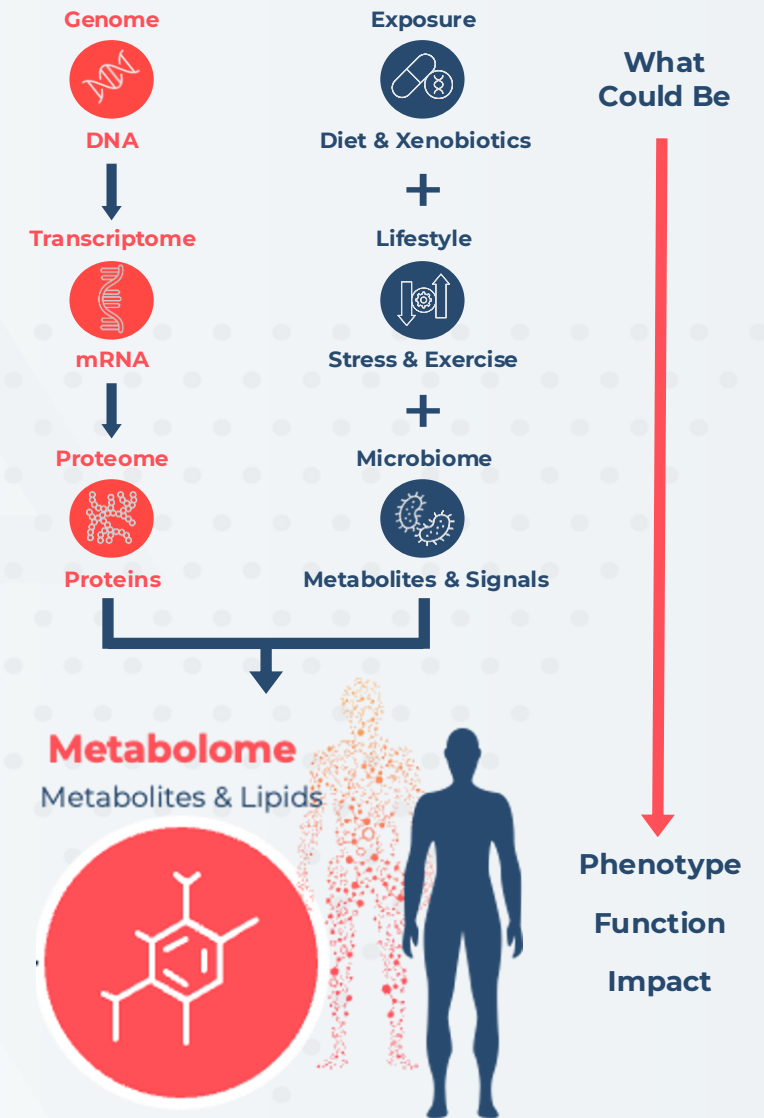 Genome
DNA
Transcriptome
mRNA
Proteome
Proteins
Exposure
Diet & Xenobiotics
+
Lifestyle
Stress & Exercise
+
Microbiome
Metabolites & Signals
What
Could Be
Metabolome
Metabolites & Lipids
Phenotype
Function
Impact